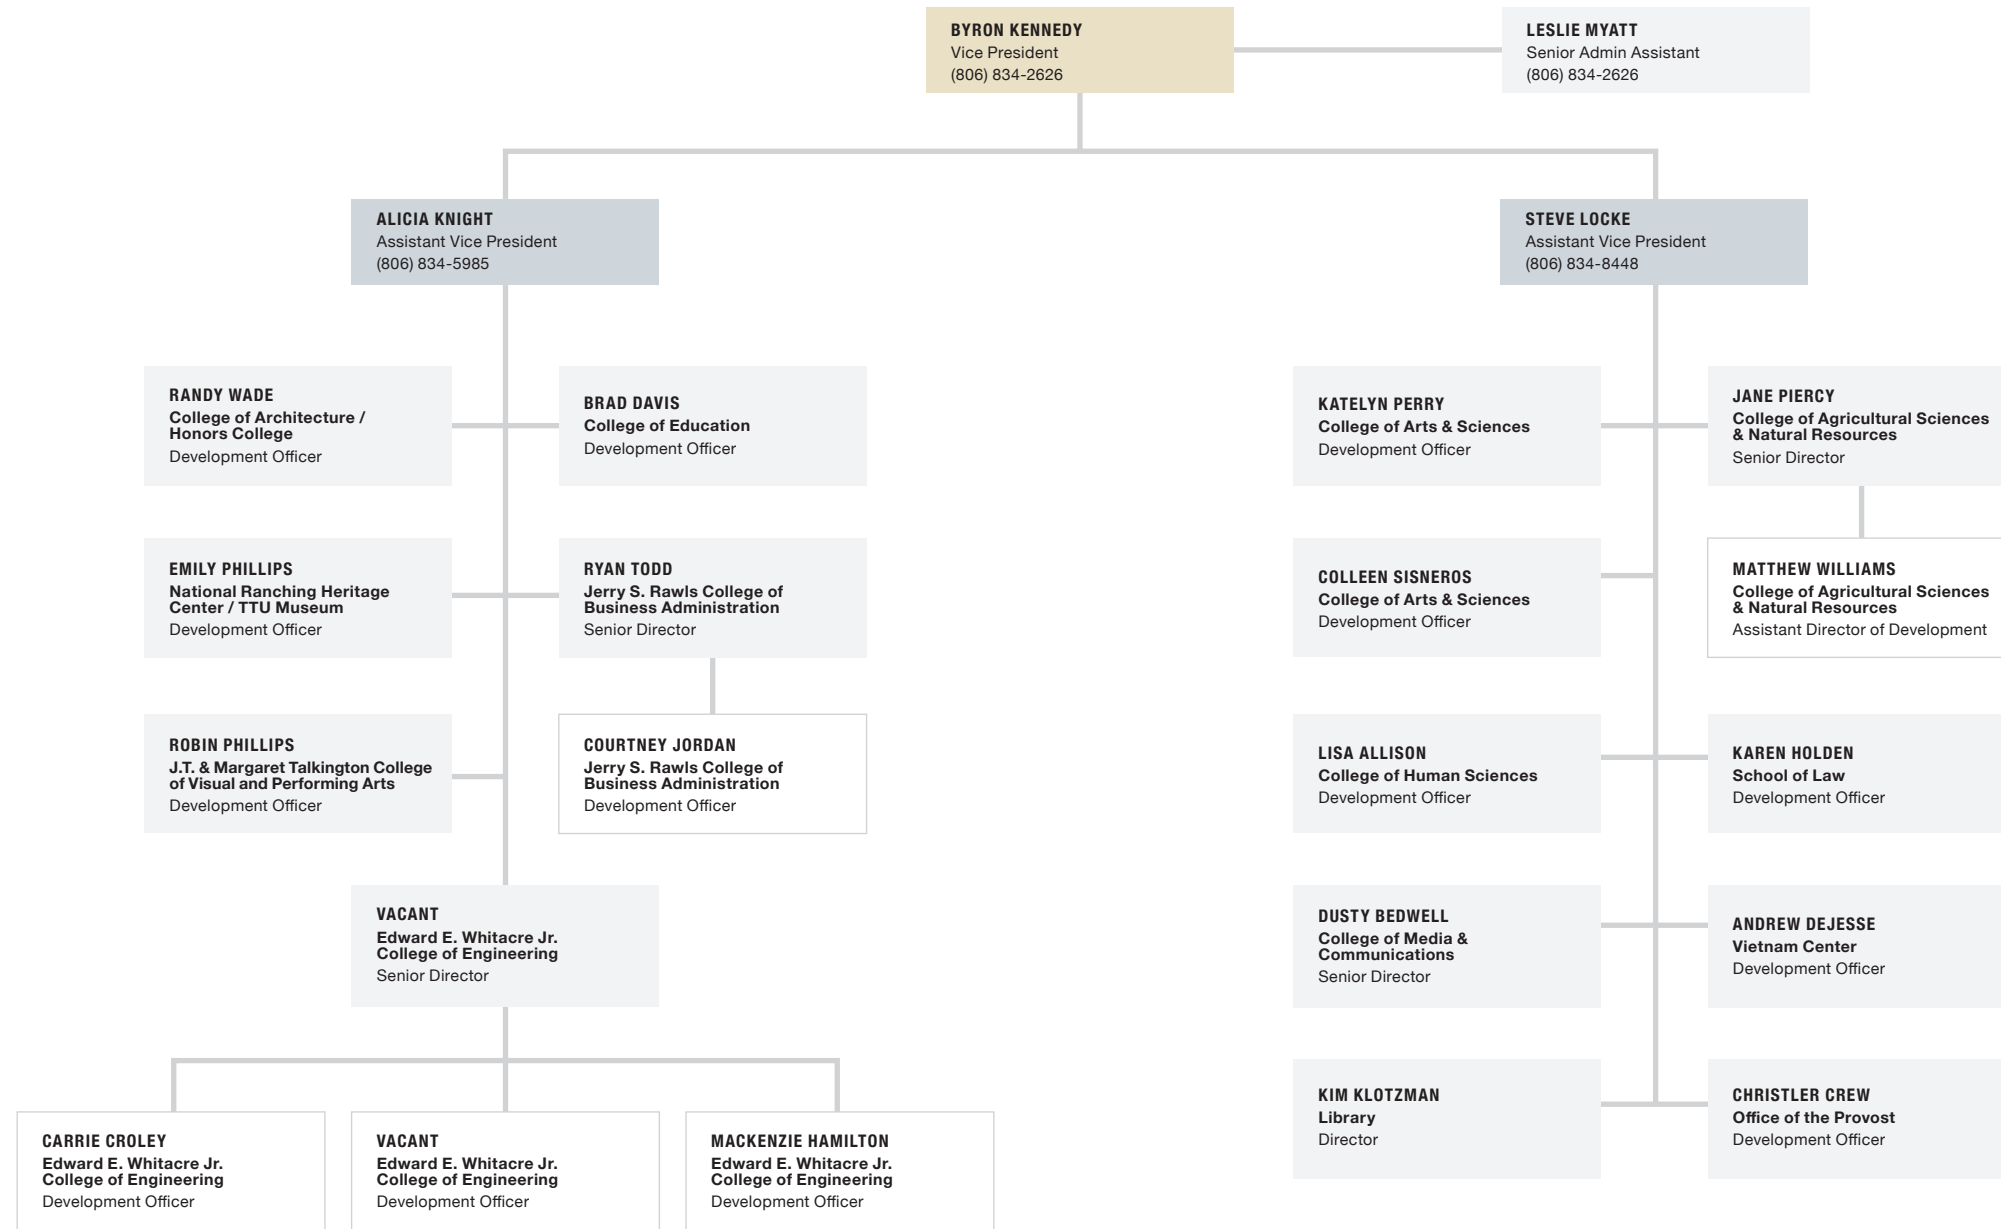 BYRON KENNEDY
Vice President
(806) 834-2626
LESLIE MYATT
Senior Admin Assistant
(806) 834-2626
ALICIA KNIGHT
Assistant Vice President
(806) 834-5985
STEVE LOCKE
Assistant Vice President
(806) 834-8448
RANDY WADE
College of Architecture /
Honors College
Development Officer
BRAD DAVIS
College of Education
Development Officer
EMILY PHILLIPS
National Ranching Heritage
Center / TTU Museum
Development Officer
RYAN TODD
Jerry S. Rawls College of
Business Administration
Senior Director
ROBIN PHILLIPS
J.T. & Margaret Talkington College
of Visual and Performing Arts
Development Officer
COURTNEY JORDAN
Jerry S. Rawls College of
Business Administration
Development Officer
VACANT
Edward E. Whitacre Jr.
College of Engineering
Senior Director
CARRIE CROLEY
Edward E. Whitacre Jr.
College of Engineering
Development Officer
VACANT
Edward E. Whitacre Jr.
College of Engineering
Development Officer
MACKENZIE HAMILTON
Edward E. Whitacre Jr.
College of Engineering
Development Officer
KATELYN PERRY
College of Arts & Sciences
Development Officer
JANE PIERCY
College of Agricultural Sciences
& Natural Resources
Senior Director
COLLEEN SISNEROS
College of Arts & Sciences
Development Officer
MATTHEW WILLIAMS
College of Agricultural Sciences
& Natural Resources
Assistant Director of Development
LISA ALLISON
College of Human Sciences
Development Officer
KAREN HOLDEN
School of Law
Development Officer
DUSTY BEDWELL
College of Media &
Communications
Senior Director
ANDREW DEJESSE
Vietnam Center
Development Officer
KIM KLOTZMAN
Library
Director
CHRISTLER CREW
Office of the Provost
Development Officer